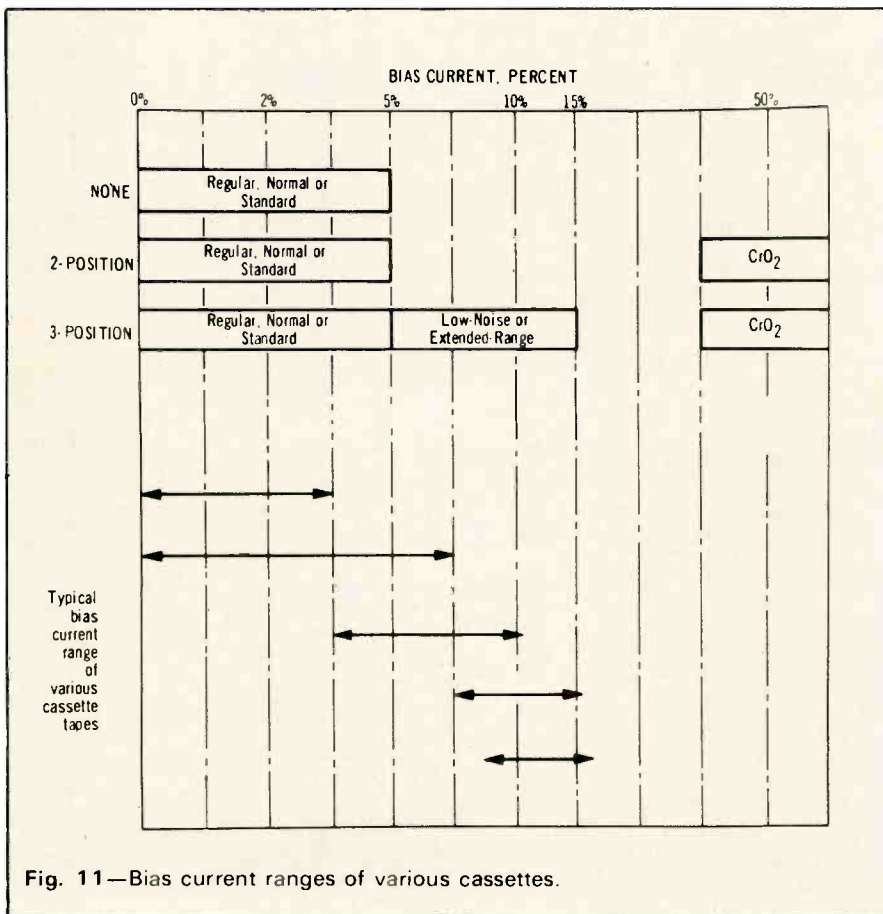 BIAS CURRENT, PERCENT
0% 2% 5% 10% 15% 50%
NONE
Regular, Normal or
Standard
2-POSITION
Regular, Normal or
Standard
CrO₂
3-POSITION
Regular, Normal or
Standard
Low-Noise or
Extended-Range
CrO₂
Typical
bias
current
range
of
various
cassette
tapes
Fig. 11—Bias current ranges of various cassettes.